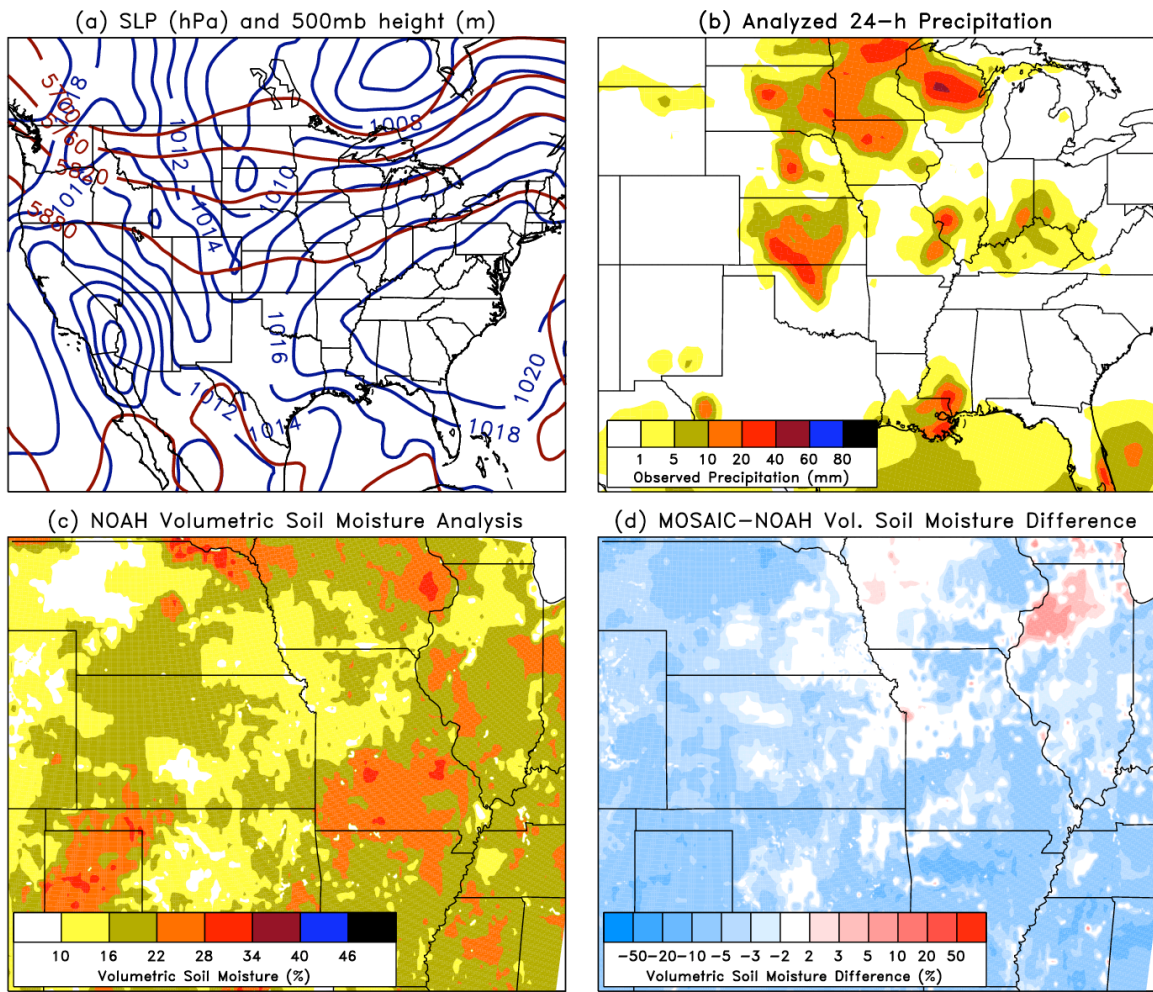 (a) SLP (hPa) and 500mb height (m)
5880
5820
5760
1018
1016
1012
1014
1010
1008
1016
1012
1014
1018
1020
(b) Analyzed 24-h Precipitation
1 5 10 20 40 60 80
Observed Precipitation (mm)
(c) NOAH Volumetric Soil Moisture Analysis
10 16 22 28 34 40 46
Volumetric Soil Moisture (%)
(d) MOSAIC-NOAH Vol. Soil Moisture Difference
-50 -20 -10 -5 -3 -2 2 3 5 10 20 50
Volumetric Soil Moisture Difference (%)